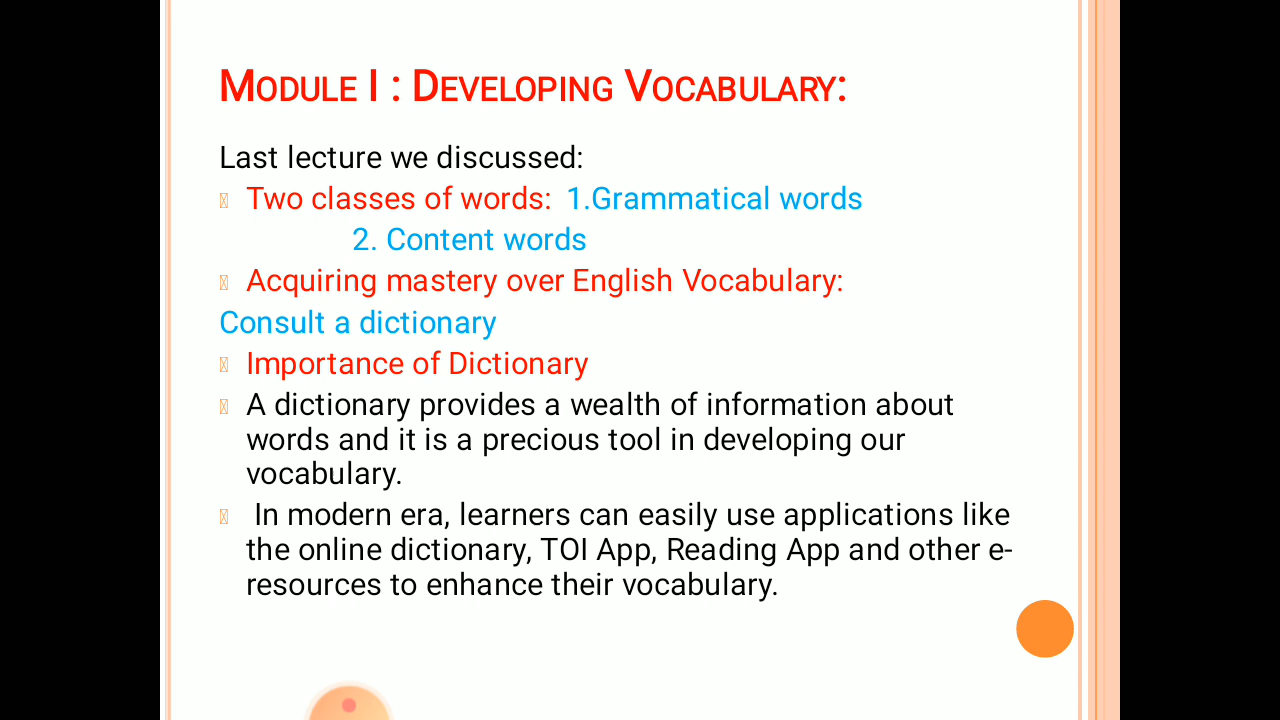 MODULE I : DEVELOPING VOCABULARY:
Last lecture we discussed:
Two classes of words: 1.Grammatical words
2. Content words
Acquiring mastery over English Vocabulary:
Consult a dictionary
Importance of Dictionary
A dictionary provides a wealth of information about
words and it is a precious tool in developing our
vocabulary.
In modern era, learners can easily use applications like
the online dictionary, TOI App, Reading App and other e-
resources to enhance their vocabulary.